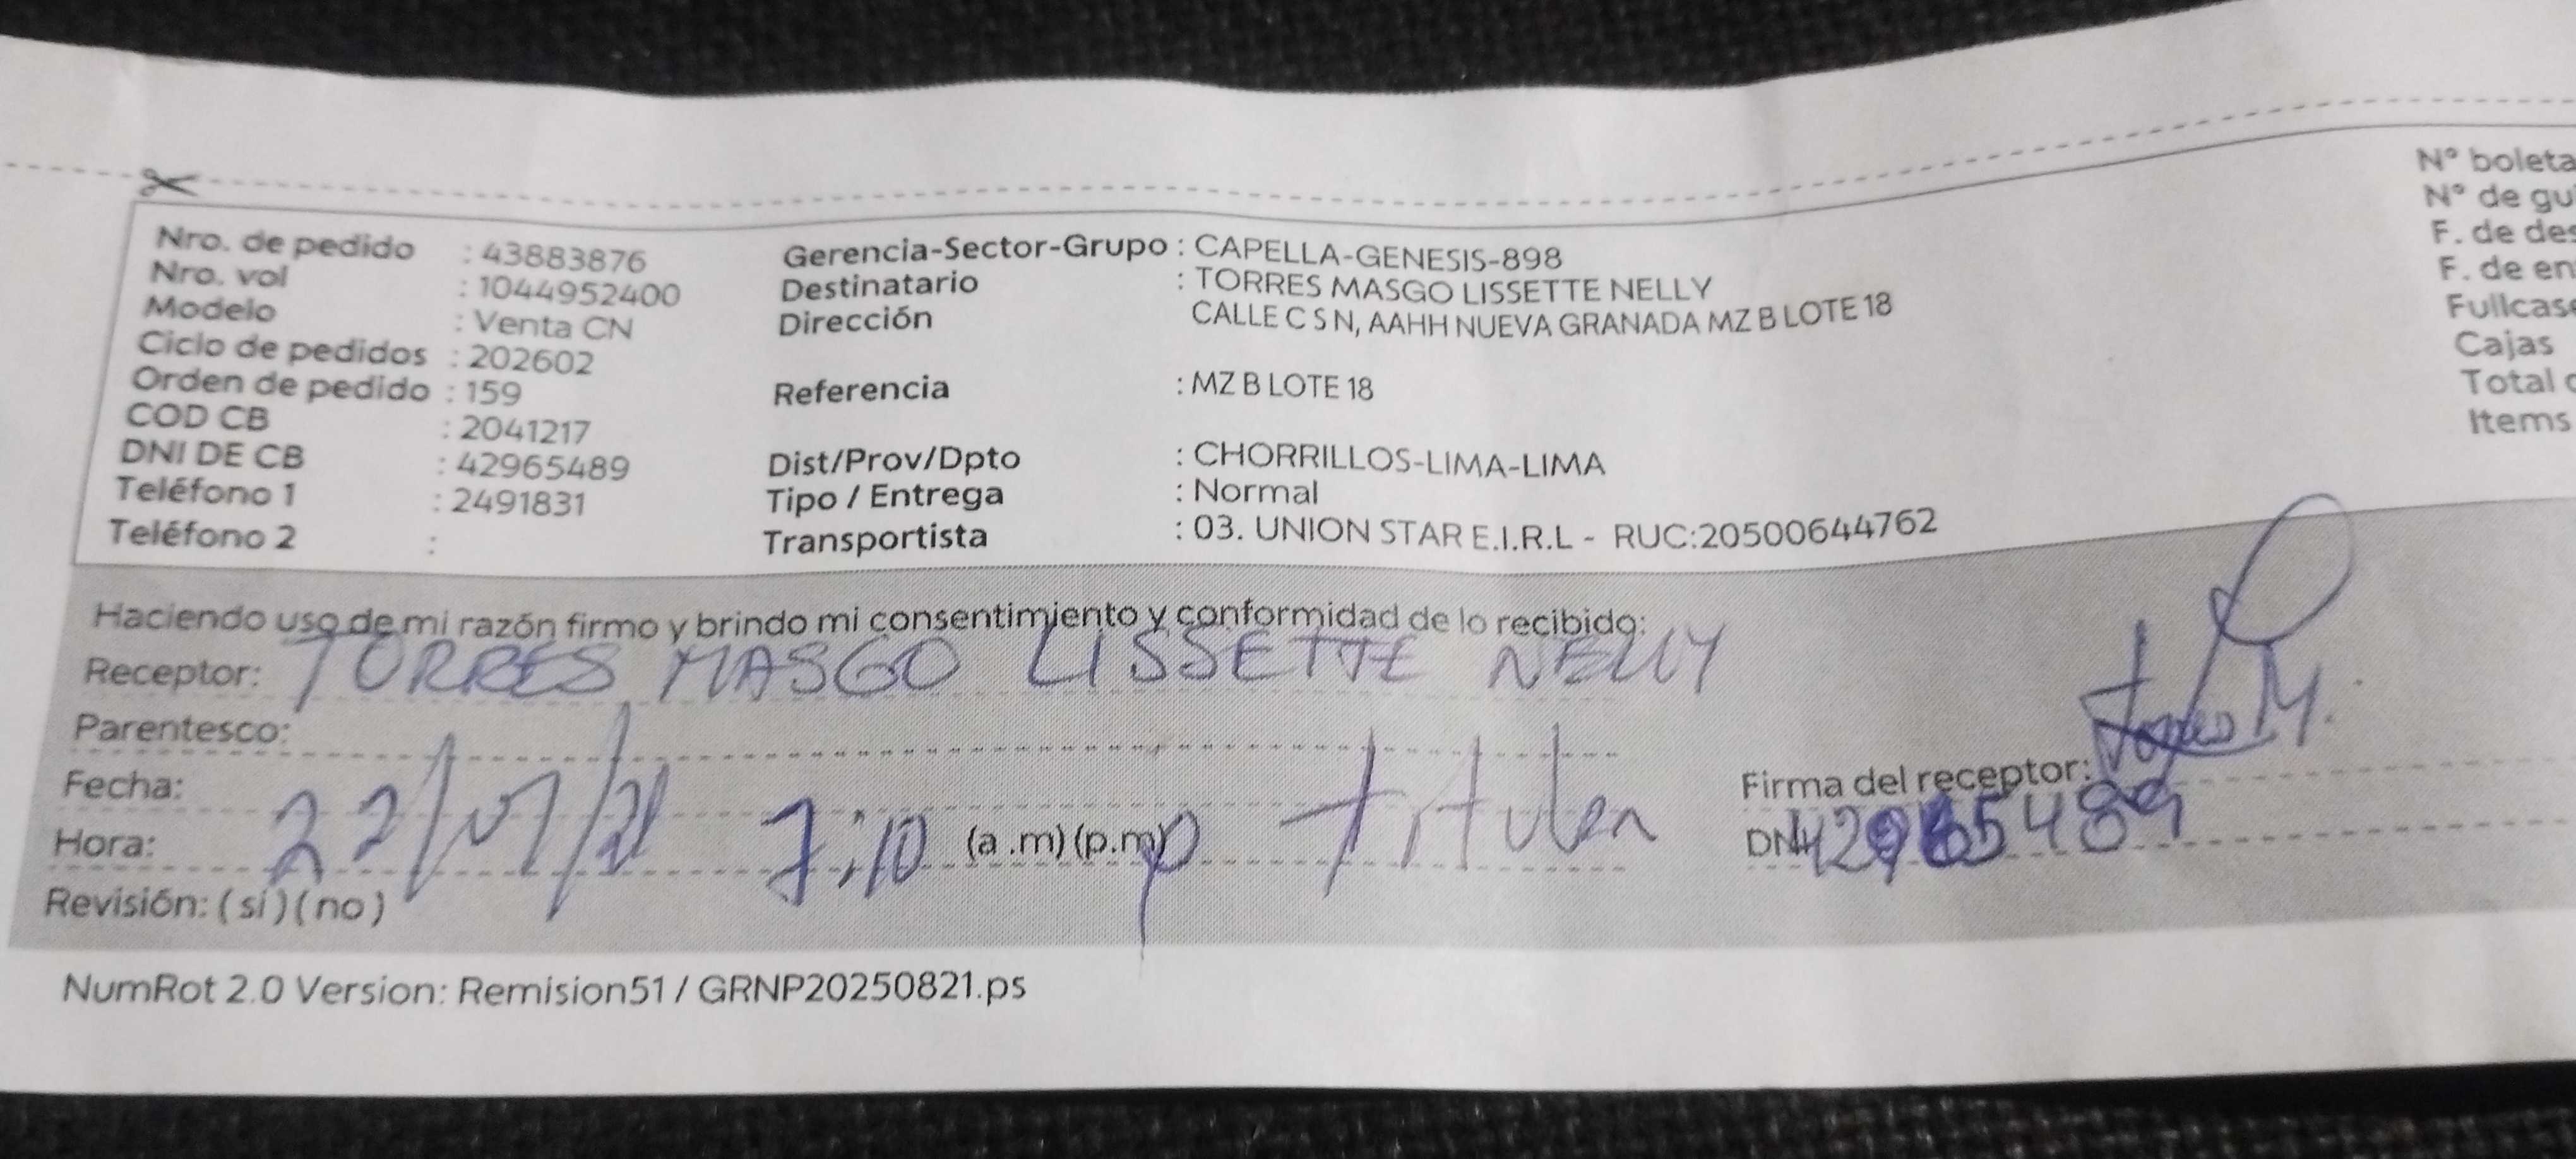 Nro. de pedido : 43883876
Nro. vol : 1044952400
Modelo : Venta CN
Ciclo de pedidos : 202602
Orden de pedido : 159
COD CB : 2041217
DNI DE CB : 42965489
Teléfono 1 : 2491831
Teléfono 2 :
Gerencia-Sector-Grupo : CAPELLA-GENESIS-898
Destinatario : TORRES MASGO LISSETTE NELLY
Dirección CALLE C S N, AAHH NUEVA GRANADA MZ B LOTE 18
Referencia : MZ B LOTE 18
Dist/Prov/Dpto : CHORRILLOS-LIMA-LIMA
Tipo / Entrega : Normal
Transportista : 03. UNION STAR E.I.R.L - RUC:20500644762
N° boleta
N° de gu
F. de des
F. de en
Fullcase
Cajas
Total
Items
Haciendo uso de mi razón firmo y brindo mi consentimiento y conformidad de lo recibido:
Receptor: TORRES MASGO LISSETTE NELLY
Parentesco:
Fecha:
Hora: 7:10 (a .m) (p.m) p
Revisión: ( si ) ( no )
Firma del receptor:
DNI 42965489
NumRot 2.0 Version: Remision51 / GRNP20250821.ps